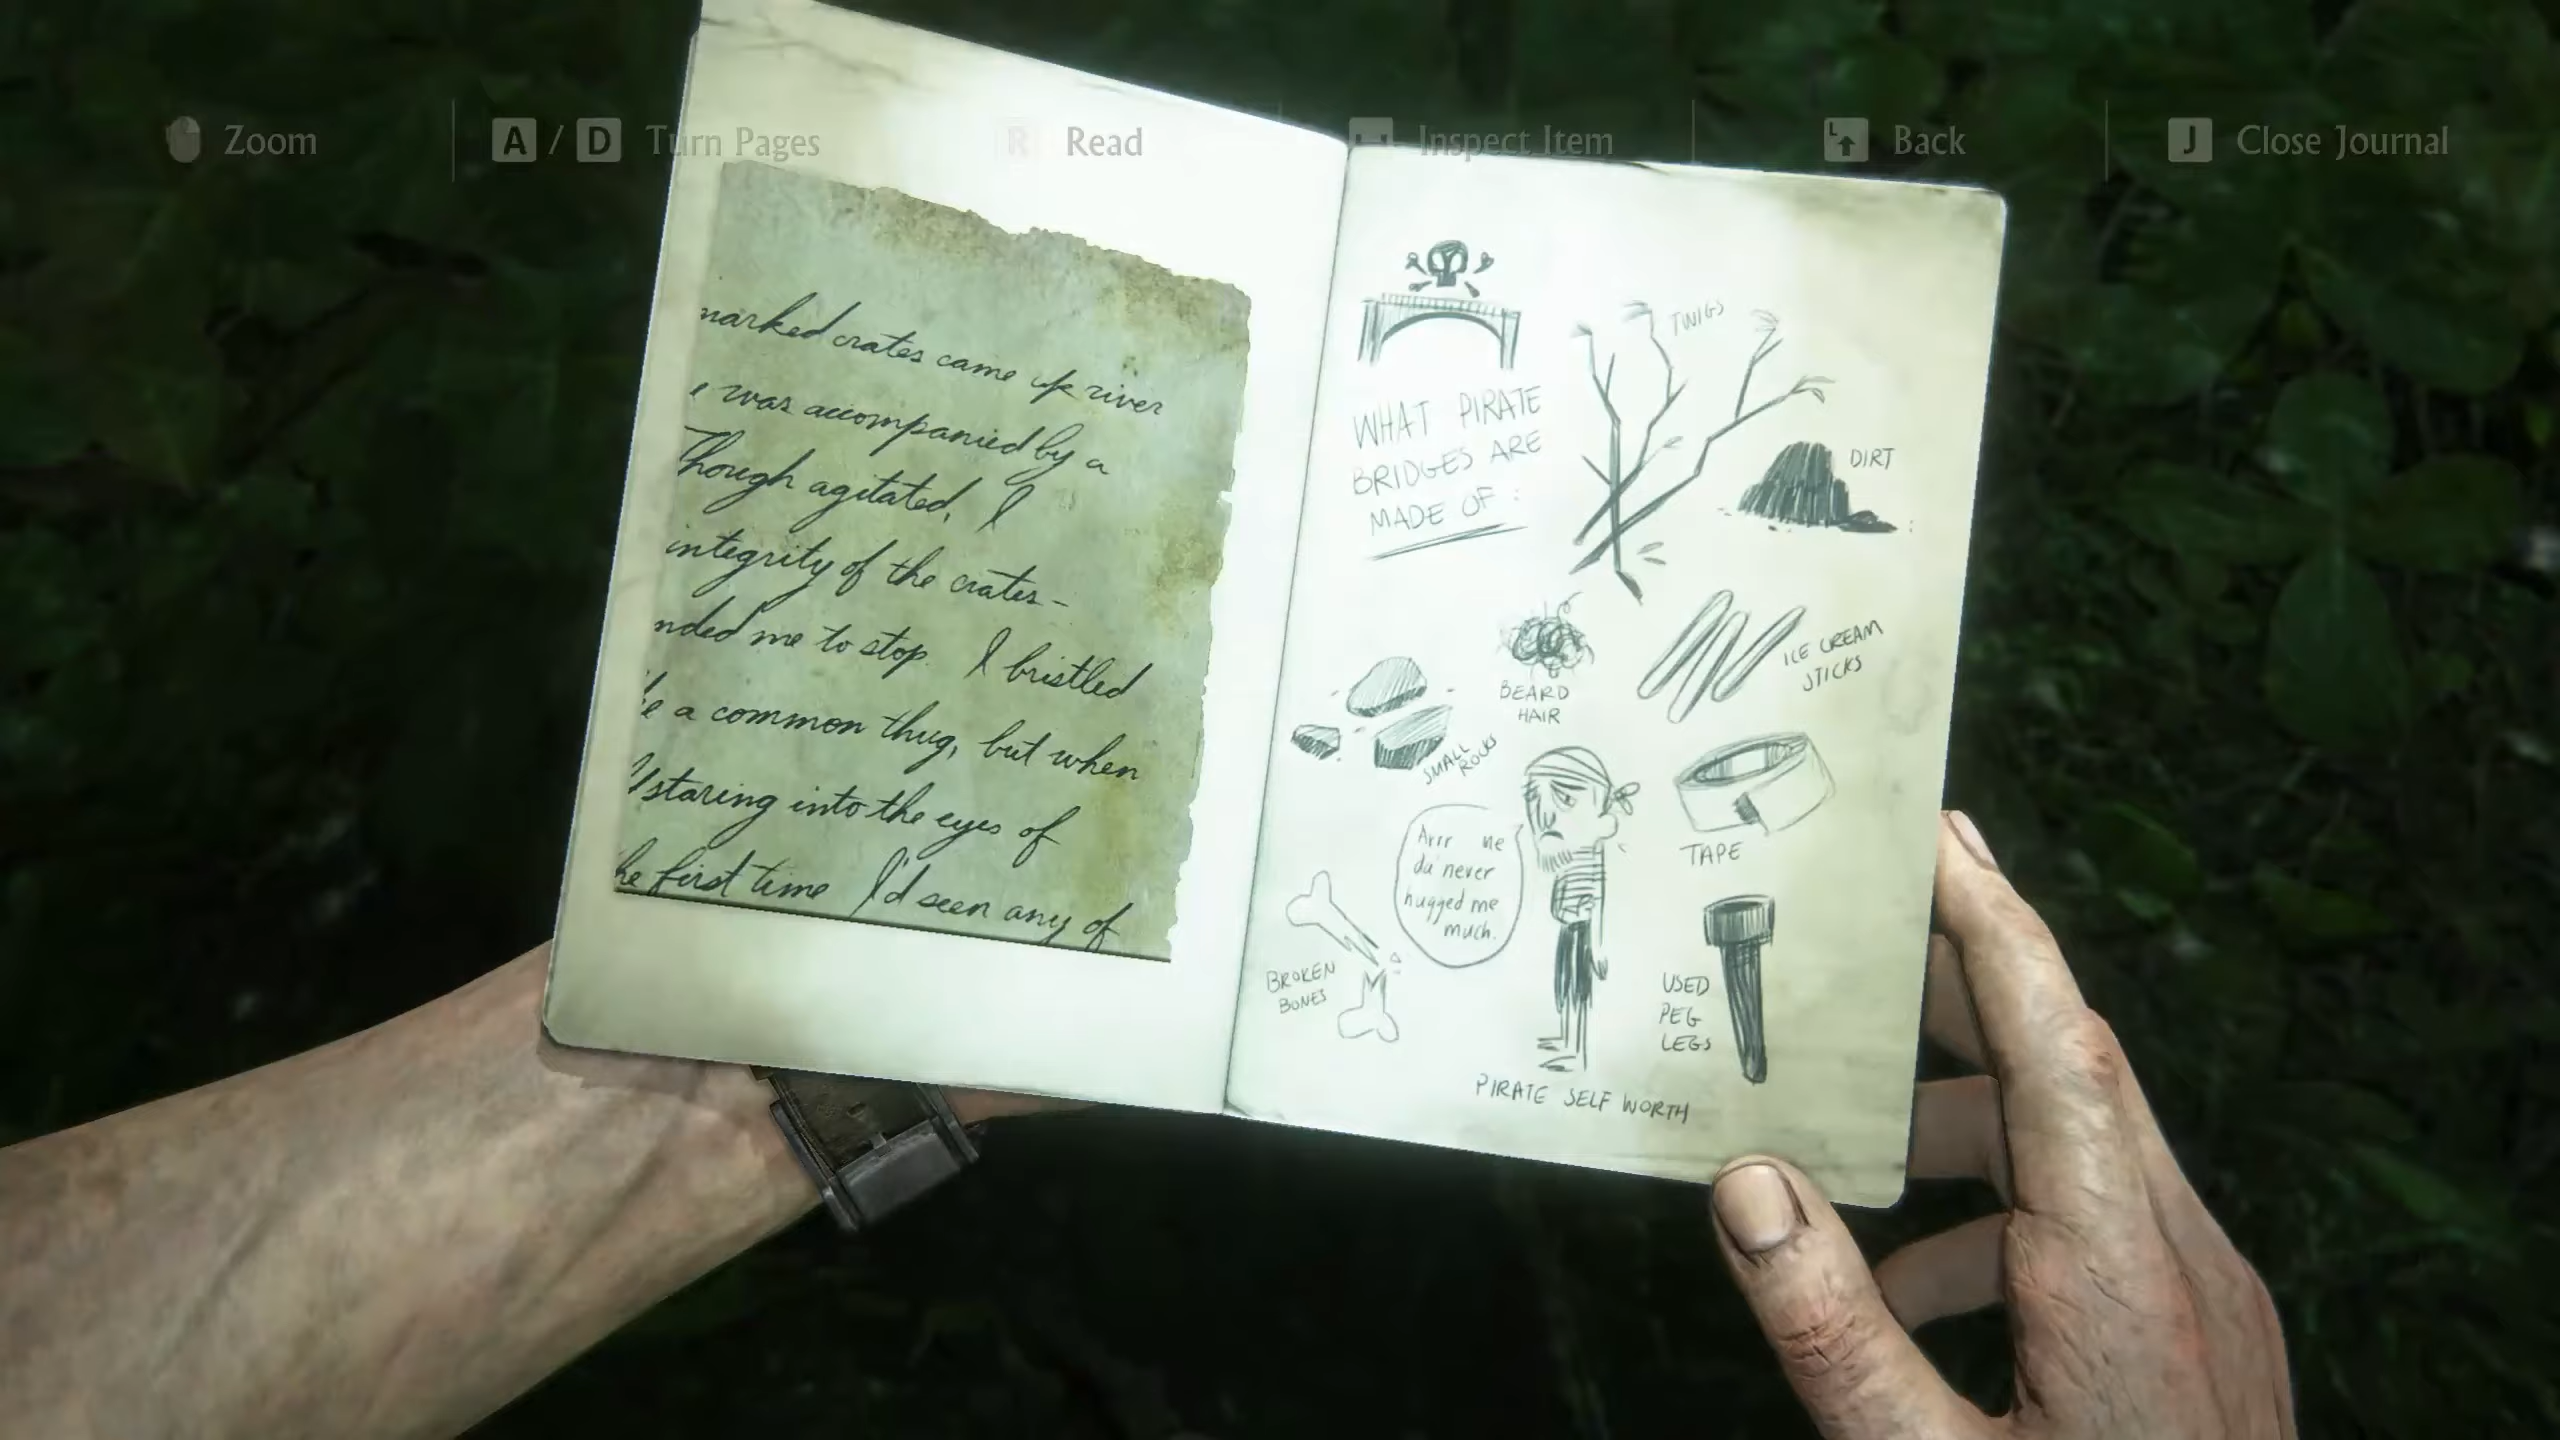 Zoom
A / D Turn Pages
R Read
Inspect Item
L Back
J Close Journal
marked crates came up river
was accompanied by a
Though agitated, I
integrity of the crates-
nded me to stop. I bristled
a common thug, but when
staring into the eyes of
he first time I'd seen any of
WHAT PIRATE
BRIDGES ARE
MADE OF:
TWIGS
DIRT
BEARD
HAIR
ICE CREAM
STICKS
SMALL
ROCKS
TAPE
Arrr me
da' never
hugged me
much.
BROKEN
BONES
USED
PEG
LEGS
PIRATE SELF WORTH